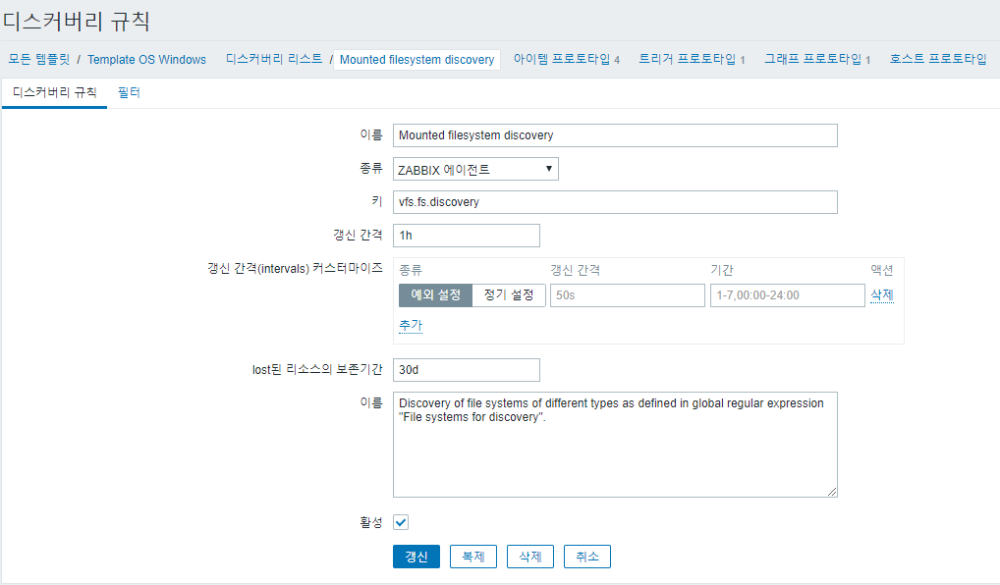 디스커버리 규칙
모든 템플릿 / Template OS Windows 디스커버리 리스트 / Mounted filesystem discovery 아이템 프로토타입 4 트리거 프로토타입 1 그래프 프로토타입 1 호스트 프로토타입
디스커버리 규칙 필터
이름 Mounted filesystem discovery
종류 ZABBIX 에이전트
키 vfs.fs.discovery
갱신 간격 1h
갱신 간격(intervals) 커스터마이즈 종류 갱신 간격 기간 액션
예외 설정 정기 설정 50s 1-7,00:00-24:00 삭제
추가
lost된 리소스의 보존기간 30d
이름 Discovery of file systems of different types as defined in global regular expression
"File systems for discovery".
활성
갱신 복제 삭제 취소